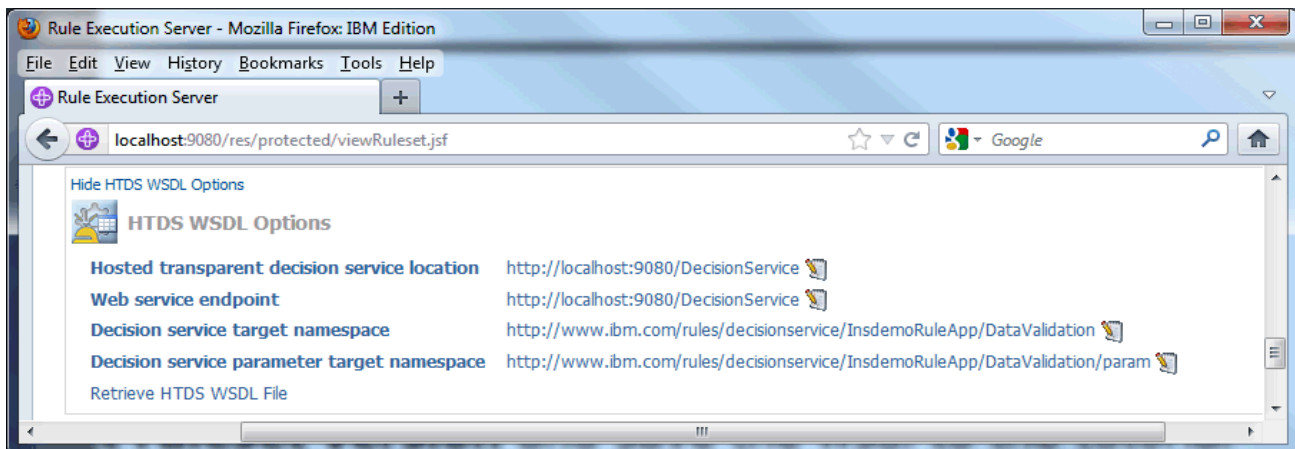 Rule Execution Server - Mozilla Firefox: IBM Edition
File Edit View History Bookmarks Tools Help
Rule Execution Server +
localhost:9080/res/protected/viewRuleset.jsf Google
Hide HTDS WSDL Options
HTDS WSDL Options
Hosted transparent decision service location http://localhost:9080/DecisionService
Web service endpoint http://localhost:9080/DecisionService
Decision service target namespace http://www.ibm.com/rules/decisionservice/InsdemoRuleApp/DataValidation
Decision service parameter target namespace http://www.ibm.com/rules/decisionservice/InsdemoRuleApp/DataValidation/param
Retrieve HTDS WSDL File